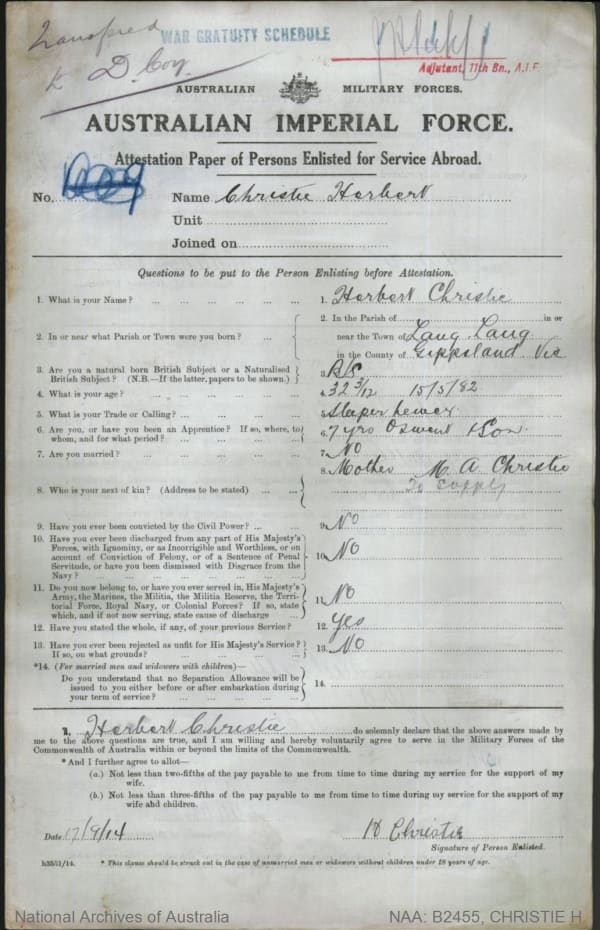 Transfered
to D. Coy.
WAR GRATUITY SCHEDULE
Adjutant, 11th Bn., A.I.F.
AUSTRALIAN MILITARY FORCES.
AUSTRALIAN IMPERIAL FORCE.
Attestation Paper of Persons Enlisted for Service Abroad.
No. Name Christie Herbert
Unit
Joined on
Questions to be put to the Person Enlisting before Attestation.
1. What is your Name? ... 1. Herbert Christie
2. In or near what Parish or Town were you born? ... 2. In the Parish of in or
near the Town of Lang Lang
in the County of Gippsland Vic
3. Are you a natural born British Subject or a Naturalised
British Subject? (N.B.—If the latter, papers to be shown.) 3. B/S
4. What is your age? ... 4. 32 3/12 15/5/82
5. What is your Trade or Calling? ... 5. Sleeper hewer
6. Are you, or have you been an Apprentice? If so, where, to
whom, and for what period? ... 6. 7 yrs & Son
7. Are you married? ... 7. No
8. Who is your next of kin? (Address to be stated) ... 8. Mother M. A. Christie
To supply
9. Have you ever been convicted by the Civil Power? ... 9. No
10. Have you ever been discharged from any part of His Majesty's
Forces, with Ignominy, or as Incorrigible and Worthless, or on
account of Conviction of Felony, or of a Sentence of Penal
Servitude, or have you been Dismissed with Disgrace from the
Navy? ... 10. No
11. Do you now belong to, or have you ever served in, His Majesty's
Army, the Marines, the Militia, the Militia Reserve, the Terri-
torial Force, Royal Navy, or Colonial Forces? If so, state
which, and if not now serving, state cause of discharge ... 11. No
12. Have you stated the whole, if any, of your previous Service? 12. Yes
13. Have you ever been rejected as unfit for His Majesty's Service?
If so, on what grounds? ... 13. No
*14. (For married men and widowers with children)—
Do you understand that no Separation Allowance will be
issued to you either before or after embarkation during
your term of service? ... 14.
I, Herbert Christie do solemnly declare that the above answers made by
me to the above questions are true, and I am willing and hereby voluntarily agree to serve in the Military Forces of the
Commonwealth of Australia within or beyond the limits of the Commonwealth.
* And I further agree to allot—
(a.) Not less than two-fifths of the pay payable to me from time to time during my service for the support of my
wife.
(b.) Not less than three-fifths of the pay payable to me from time to time during my service for the support of my
wife and children.
Date 17/9/14 H Christie
Signature of Person Enlisted.
* This clause should be struck out in the case of unmarried men or widowers without children under 18 years of age.
National Archives of Australia NAA: B2455, CHRISTIE H